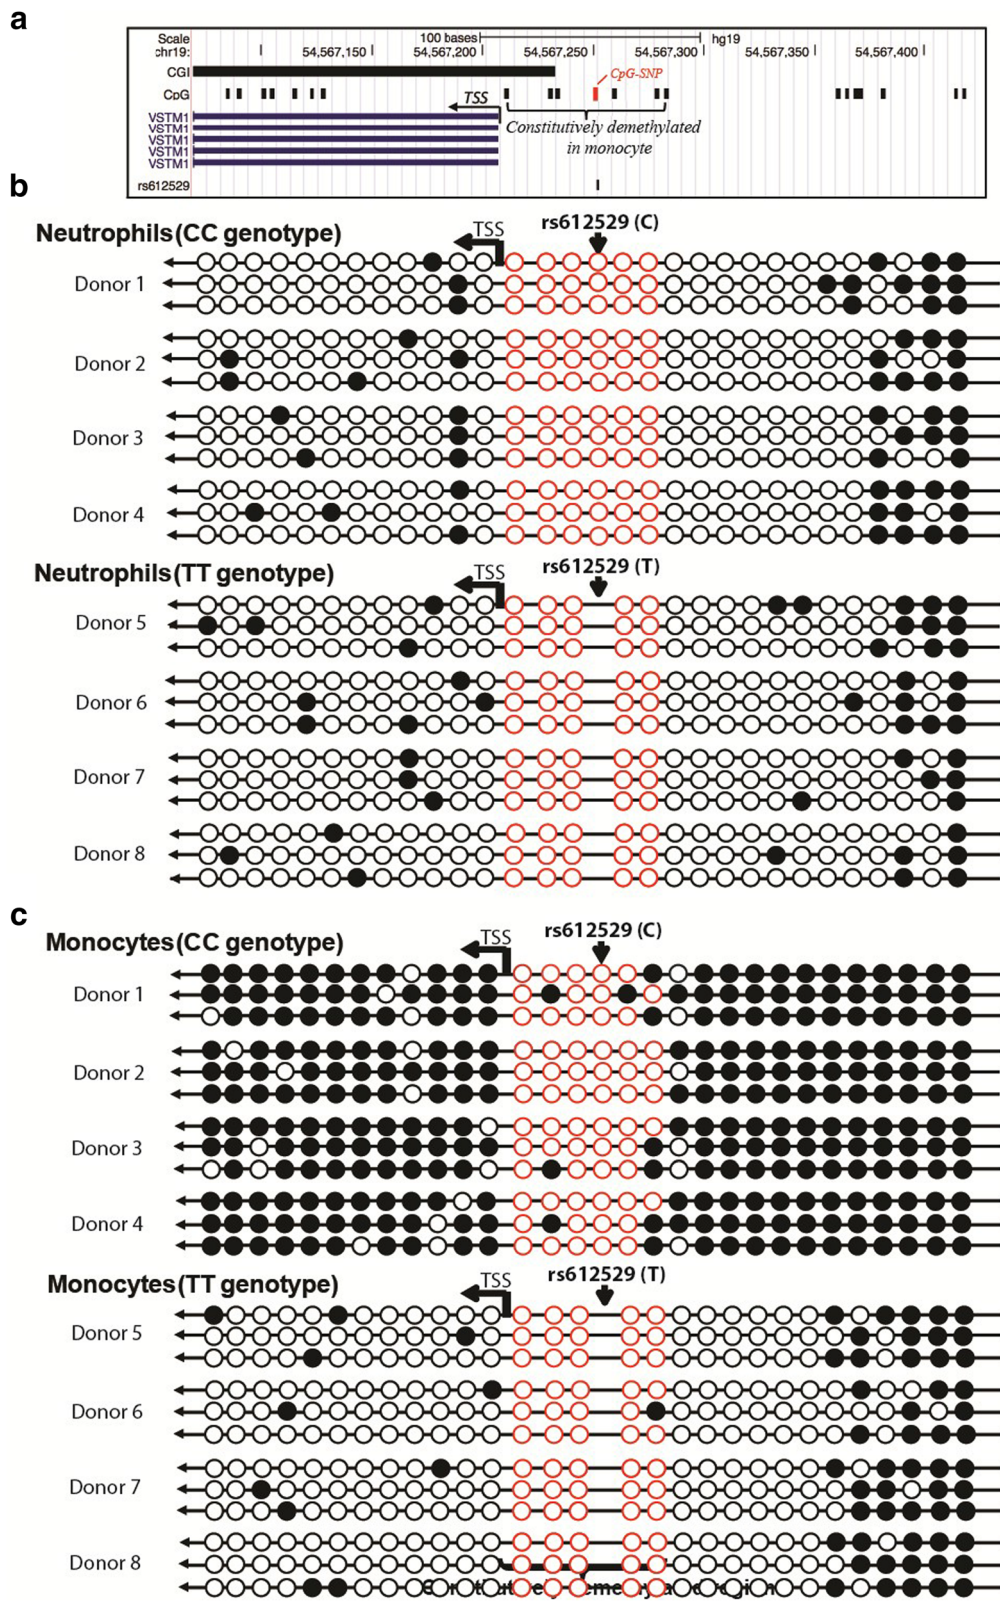 a
Scale
100 bases
hg19
chr19:
54,567,150
54,567,200
54,567,250
54,567,300
54,567,350
54,567,400
CGI
CpG-SNP
CpG
TSS
VSTM1
VSTM1
VSTM1
VSTM1
VSTM1
Constitutively demethylated
in monocyte
rs612529
b
Neutrophils(CC genotype)
TSS
rs612529 (C)
Donor 1
Donor 2
Donor 3
Donor 4
Neutrophils(TT genotype)
TSS
rs612529 (T)
Donor 5
Donor 6
Donor 7
Donor 8
c
Monocytes(CC genotype)
TSS
rs612529 (C)
Donor 1
Donor 2
Donor 3
Donor 4
Monocytes(TT genotype)
TSS
rs612529 (T)
Donor 5
Donor 6
Donor 7
Donor 8